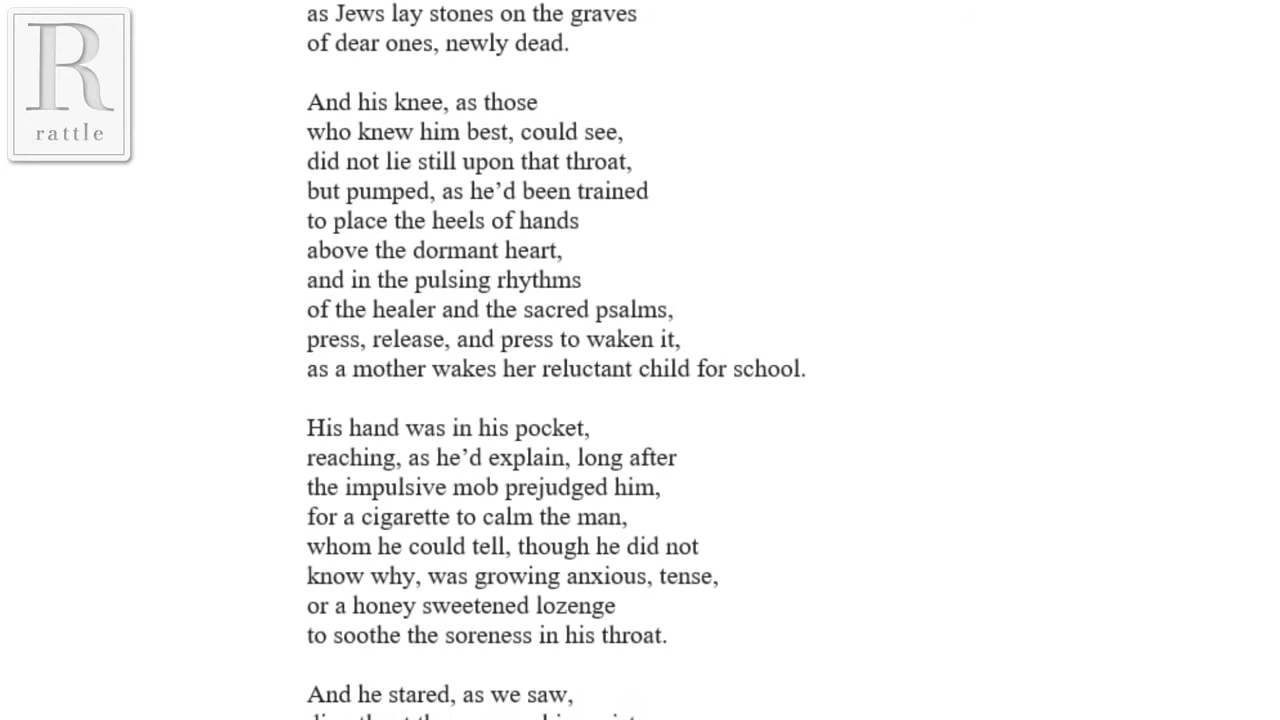 R
rattle
as Jews lay stones on the graves
of dear ones, newly dead.
And his knee, as those
who knew him best, could see,
did not lie still upon that throat,
but pumped, as he’d been trained
to place the heels of hands
above the dormant heart,
and in the pulsing rhythms
of the healer and the sacred psalms,
press, release, and press to waken it,
as a mother wakes her reluctant child for school.
His hand was in his pocket,
reaching, as he’d explain, long after
the impulsive mob prejudged him,
for a cigarette to calm the man,
whom he could tell, though he did not
know why, was growing anxious, tense,
or a honey sweetened lozenge
to soothe the soreness in his throat.
And he stared, as we saw,